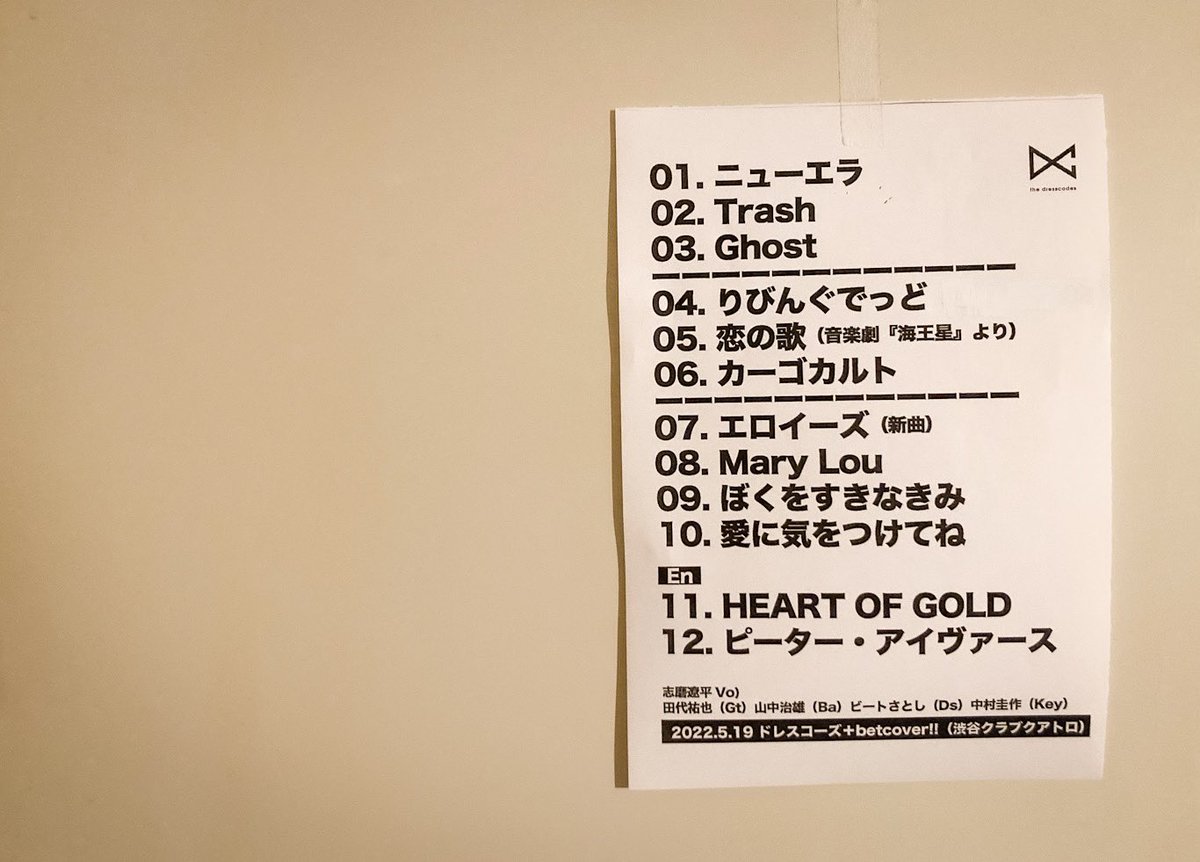 the dresscodes
01. ニューエラ
02. Trash
03. Ghost
04. りびんぐでっど
05. 恋の歌（音楽劇『海王星』より）
06. カーゴカルト
07. エロイーズ（新曲）
08. Mary Lou
09. ぼくをすきなきみ
10. 愛に気をつけてね
En
11. HEART OF GOLD
12. ピーター・アイヴァース
志磨遼平 Vo)
田代祐也（Gt）山中治雄（Ba）ビートさとし（Ds）中村圭作（Key）
2022.5.19 ドレスコーズ+betcover!!（渋谷クラブクアトロ）